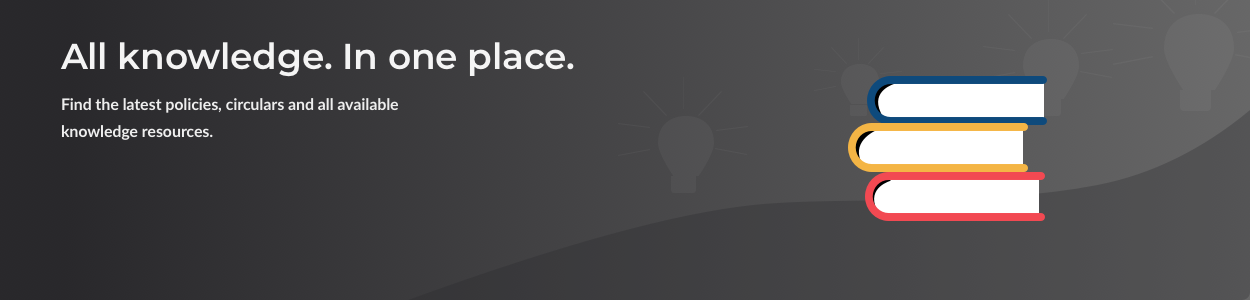 All knowledge. In one place.
Find the latest policies, circulars and all available
knowledge resources.